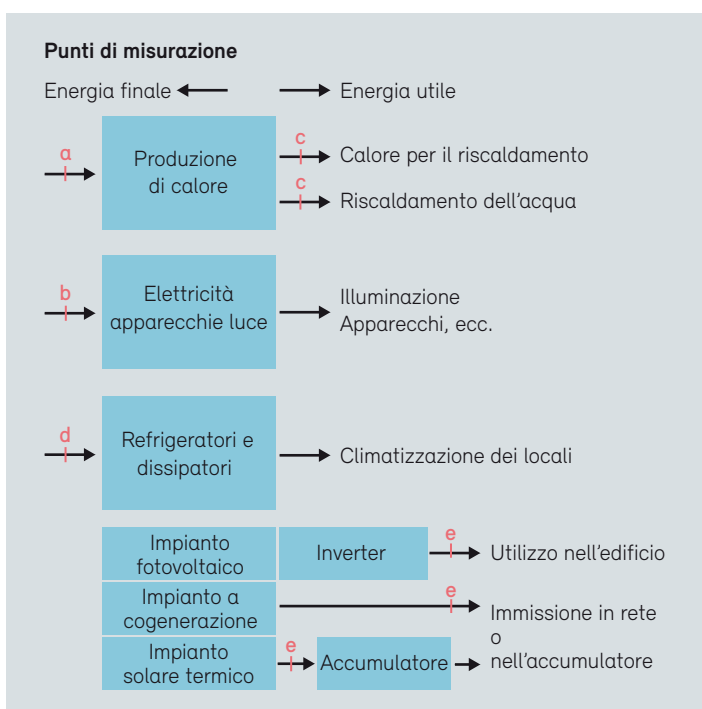 Punti di misurazione
Energia finale
Energia utile
a
Produzione
di calore
c
Calore per il riscaldamento
c
Riscaldamento dell'acqua
b
Elettricità
apparecchie luce
Illuminazione
Apparecchi, ecc.
d
Refrigeratori e
dissipatori
Climatizzazione dei locali
Impianto
fotovoltaico
Inverter
e
Utilizzo nell'edificio
Impianto a
cogenerazione
e
Immissione in rete
o
nell'accumulatore
Impianto
solare termico
e
Accumulatore